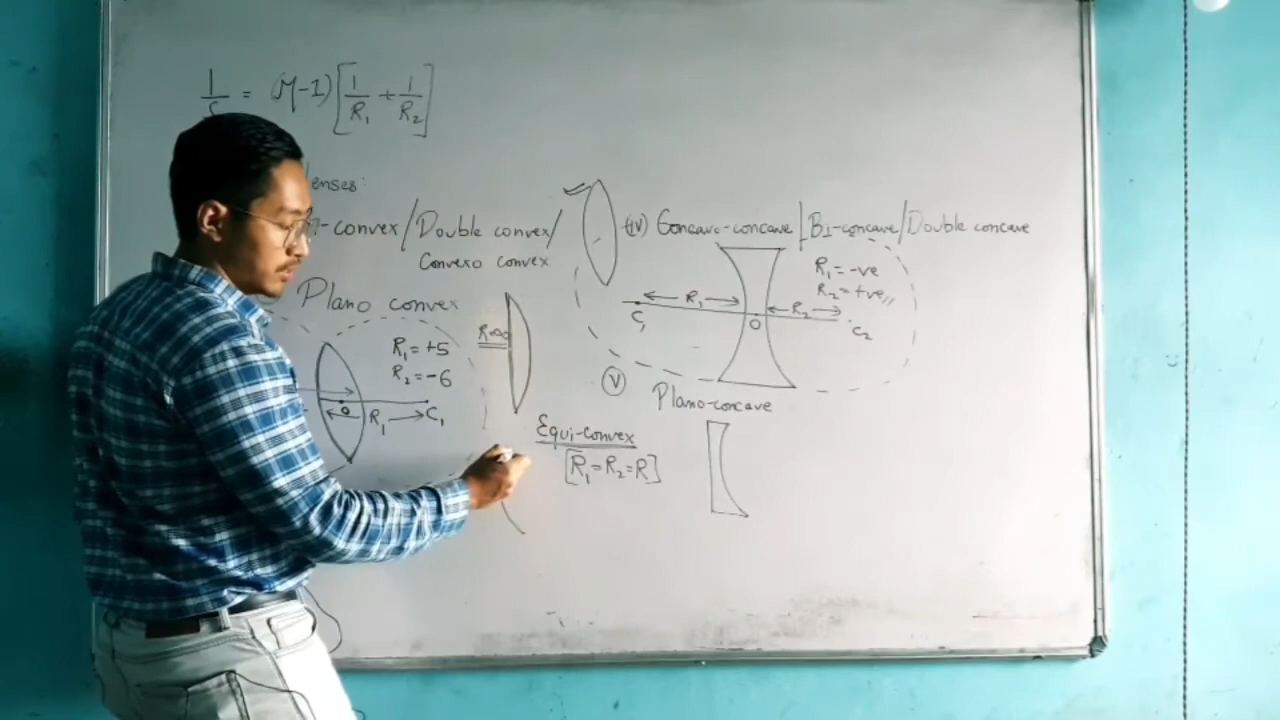 1/ = (μ-1)[1/R₁ + 1/R₂]
enses:
-convex/Double convex/
Convexo convex
Plano convex
R₁=+5
R₂=-6
O
R₁
C₁
R=∞
Equi-convex
[R₁=R₂=R]
(iv) Concave-concave/Bi-concave/Double concave
R₁=-ve
R₂=+ve,,
R₁
R₂
C₁
O
C₂
(V)
Plano-concave